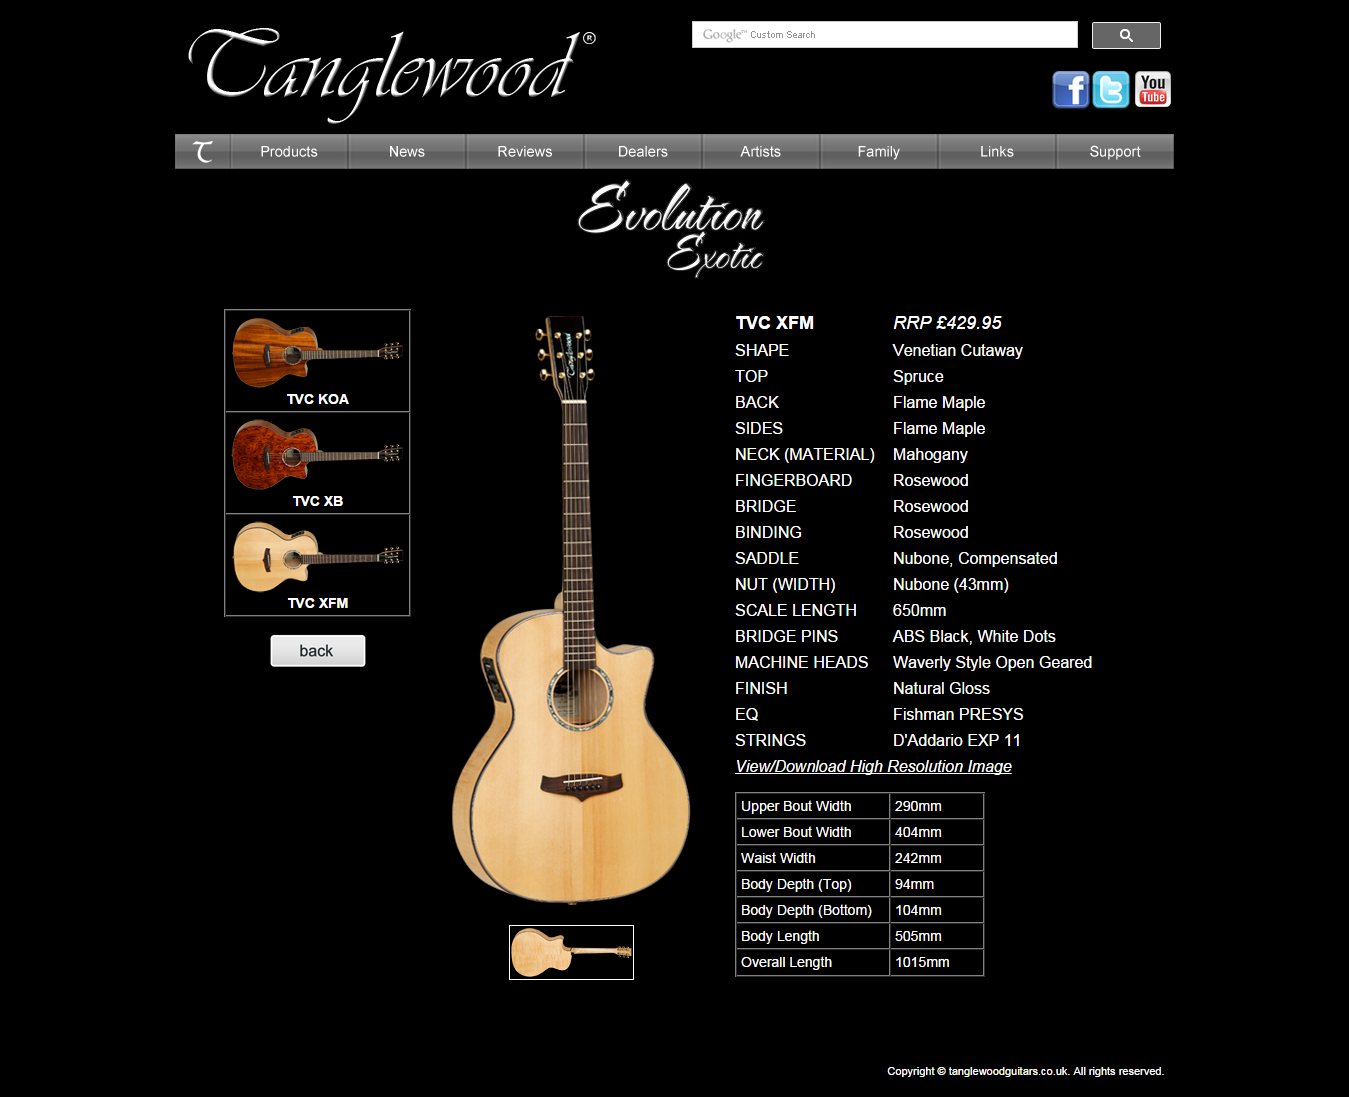 Tanglewood®
Google™ Custom Search
You
Tube
Products News Reviews Dealers Artists Family Links Support
Evolution
Exotic
TVC KOA
TVC XB
TVC XFM
back
Tanglewood
TVC XFM RRP £429.95
SHAPE Venetian Cutaway
TOP Spruce
BACK Flame Maple
SIDES Flame Maple
NECK (MATERIAL) Mahogany
FINGERBOARD Rosewood
BRIDGE Rosewood
BINDING Rosewood
SADDLE Nubone, Compensated
NUT (WIDTH) Nubone (43mm)
SCALE LENGTH 650mm
BRIDGE PINS ABS Black, White Dots
MACHINE HEADS Waverly Style Open Geared
FINISH Natural Gloss
EQ Fishman PRESYS
STRINGS D'Addario EXP 11
View/Download High Resolution Image
Upper Bout Width 290mm
Lower Bout Width 404mm
Waist Width 242mm
Body Depth (Top) 94mm
Body Depth (Bottom) 104mm
Body Length 505mm
Overall Length 1015mm
Copyright © tanglewoodguitars.co.uk. All rights reserved.